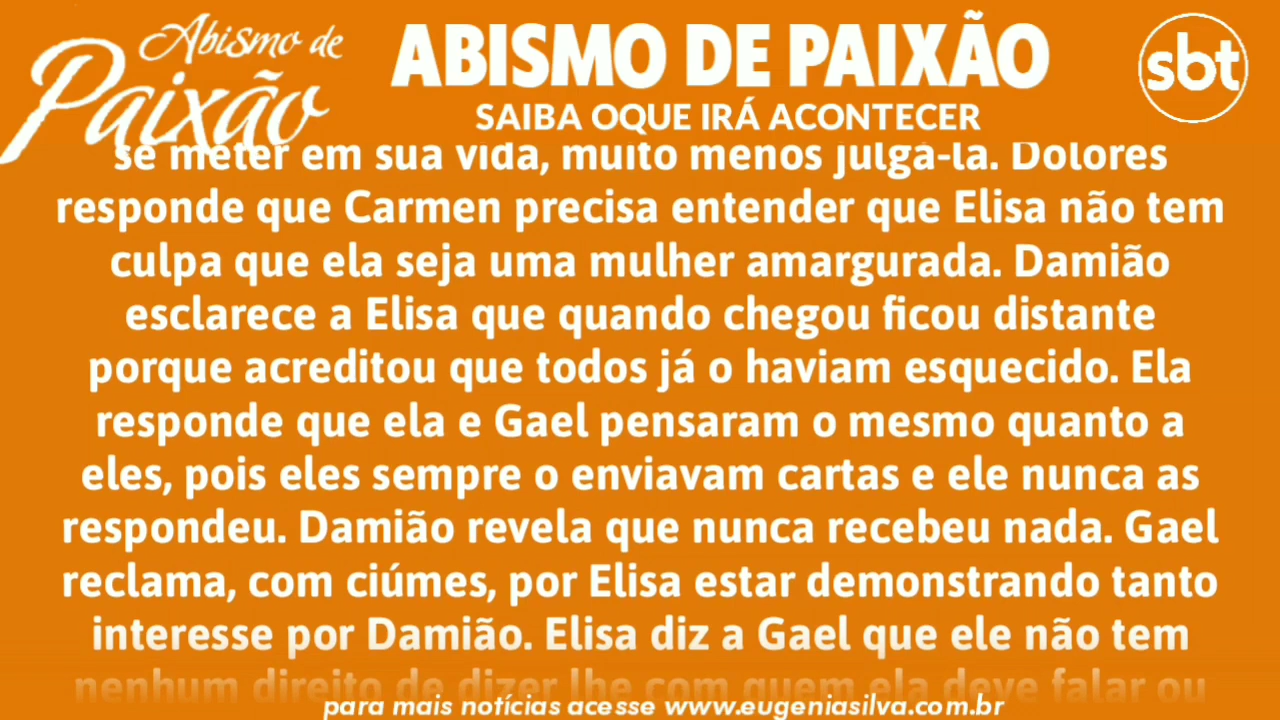 Abismo de
Paixão
ABISMO DE PAIXÃO
SAIBA OQUE IRÁ ACONTECER
sbt
se meter em sua vida, muito menos julgá-la. Dolores
responde que Carmen precisa entender que Elisa não tem
culpa que ela seja uma mulher amargurada. Damião
esclarece a Elisa que quando chegou ficou distante
porque acreditou que todos já o haviam esquecido. Ela
responde que ela e Gael pensaram o mesmo quanto a
eles, pois eles sempre o enviavam cartas e ele nunca as
respondeu. Damião revela que nunca recebeu nada. Gael
reclama, com ciúmes, por Elisa estar demonstrando tanto
interesse por Damião. Elisa diz a Gael que ele não tem
nenhum direito de dizer lhe com quem ela deve falar ou
para mais notícias acesse www.eugeniasilva.com.br